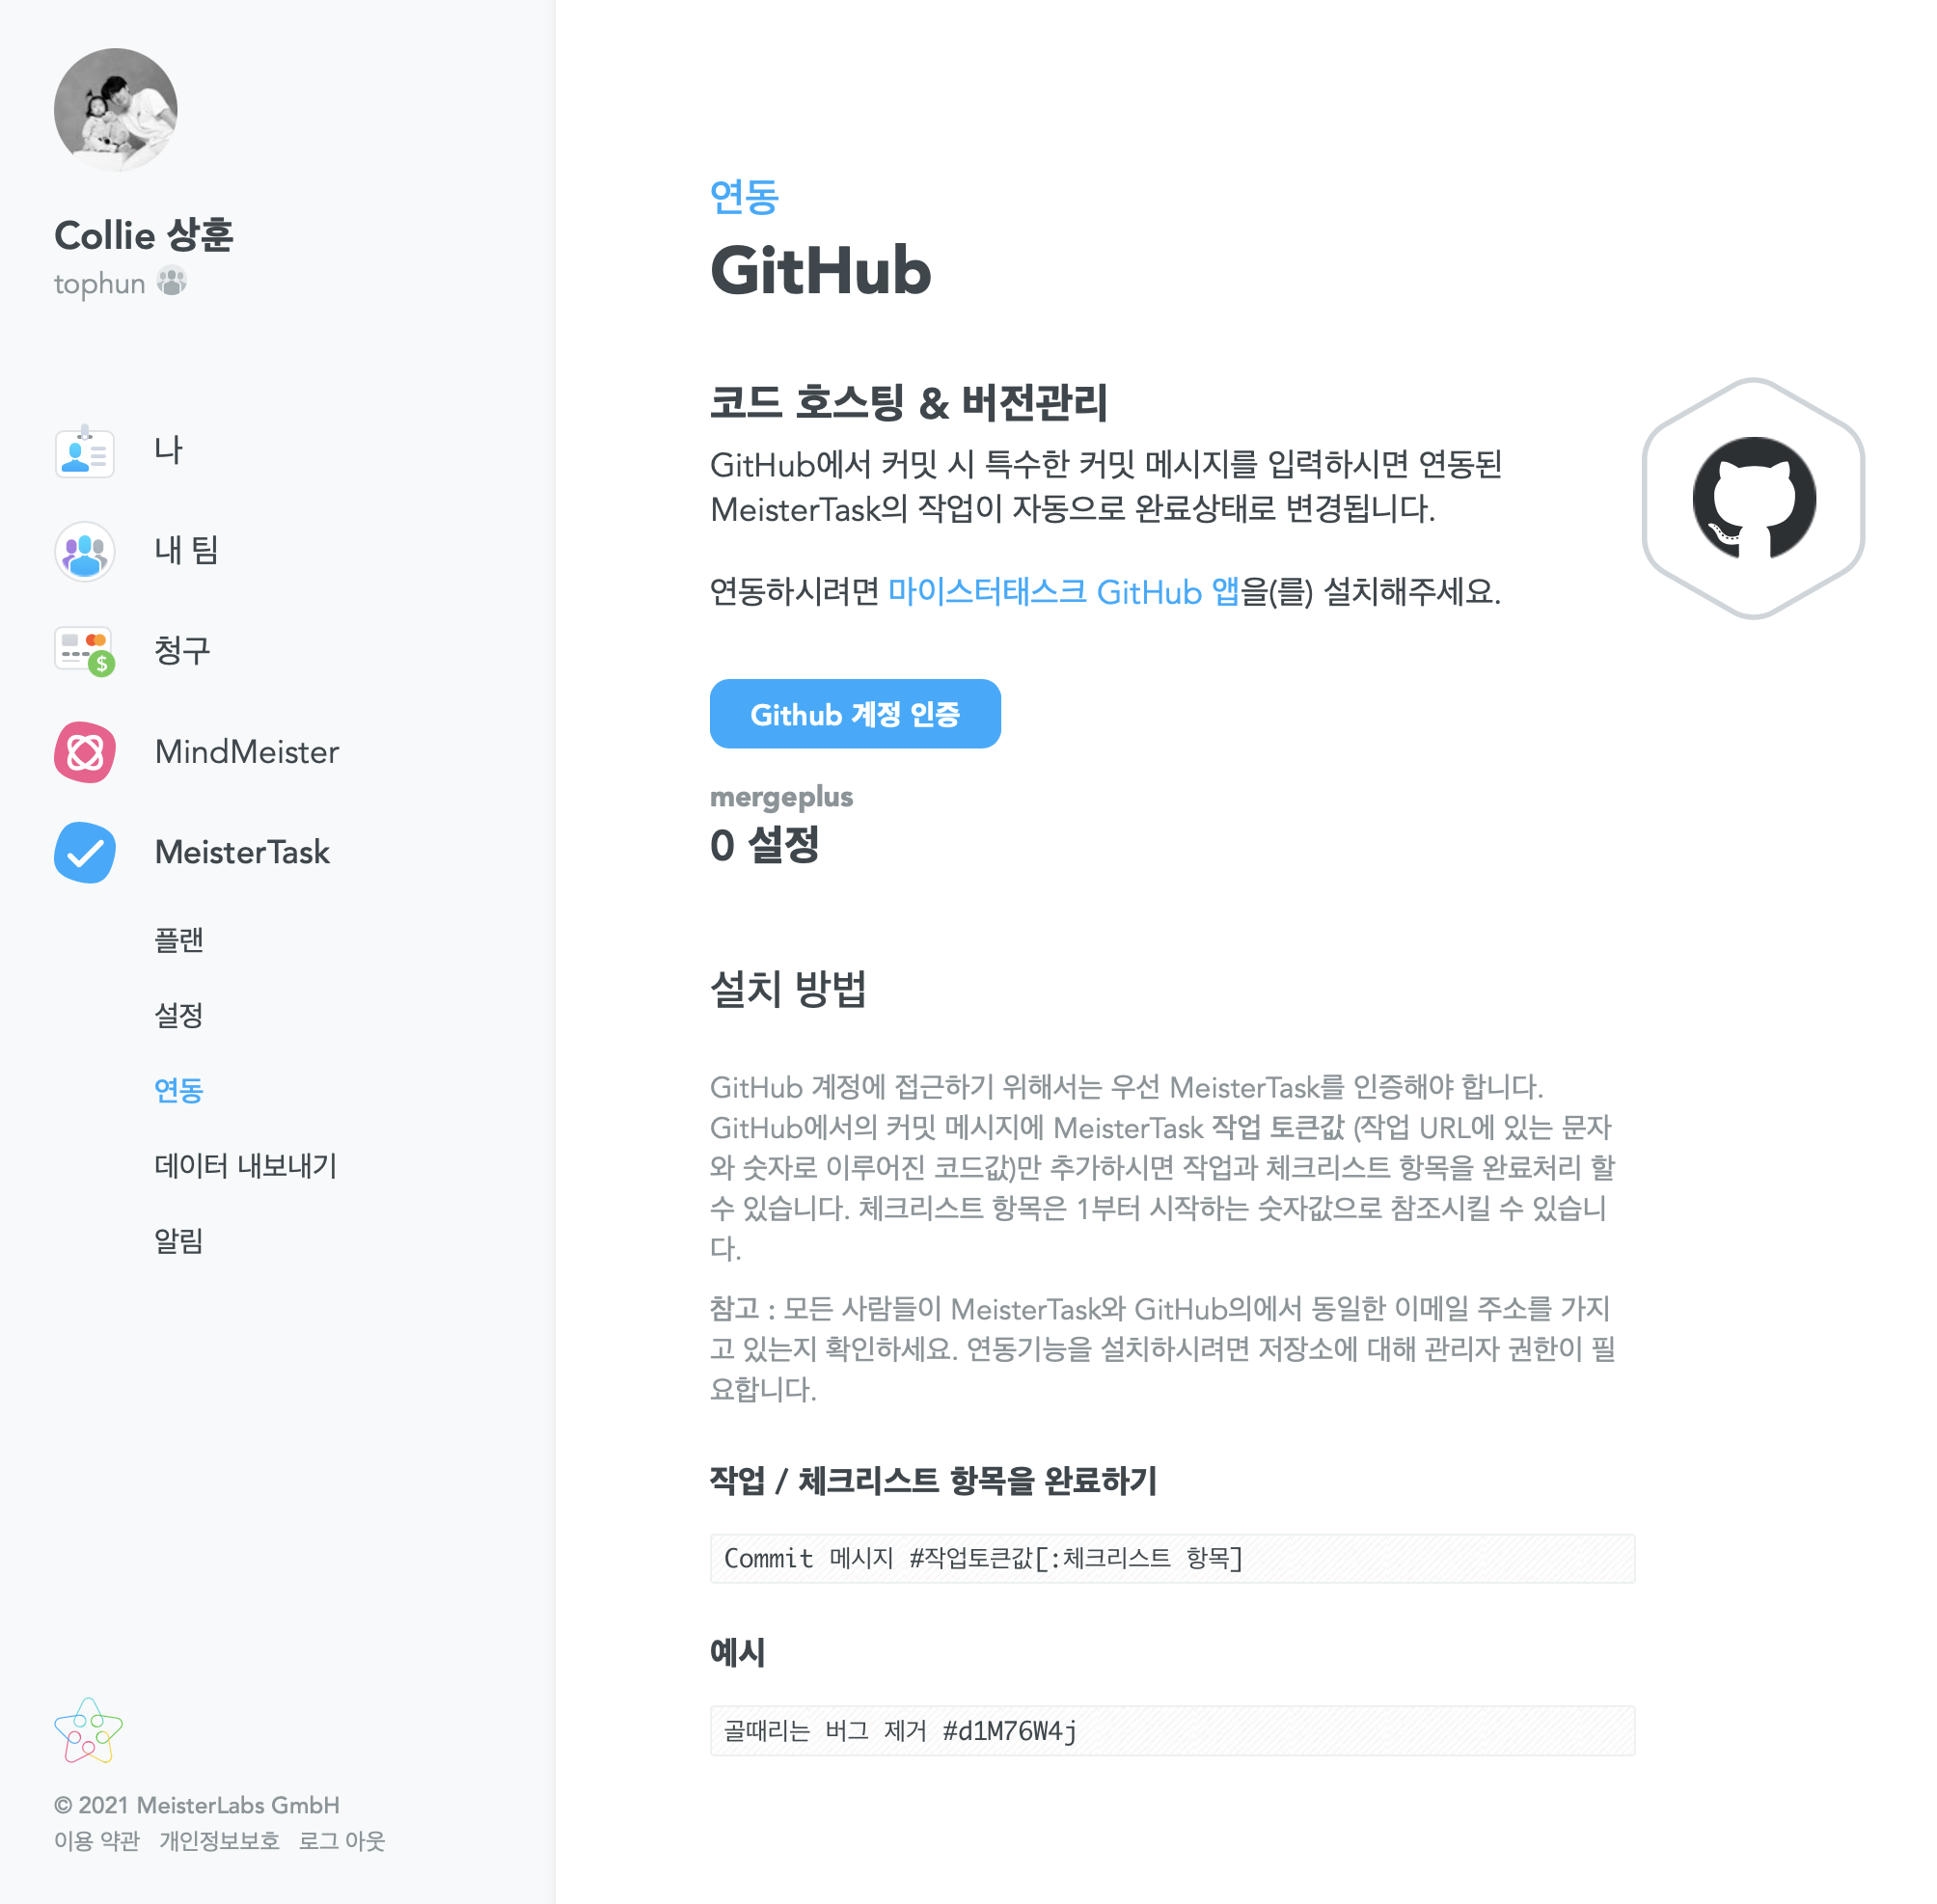 Collie 상훈
tophun
나
내 팀
청구
MindMeister
MeisterTask
플랜
설정
연동
데이터 내보내기
알림
© 2021 MeisterLabs GmbH
이용 약관 개인정보보호 로그 아웃
연동
GitHub
코드 호스팅 & 버전관리
GitHub에서 커밋 시 특수한 커밋 메시지를 입력하시면 연동된
MeisterTask의 작업이 자동으로 완료상태로 변경됩니다.
연동하시려면 마이스터태스크 GitHub 앱을(를) 설치해주세요.
Github 계정 인증
mergeplus
0 설정
설치 방법
GitHub 계정에 접근하기 위해서는 우선 MeisterTask를 인증해야 합니다.
GitHub에서의 커밋 메시지에 MeisterTask 작업 토큰값 (작업 URL에 있는 문자
와 숫자로 이루어진 코드값)만 추가하시면 작업과 체크리스트 항목을 완료처리 할
수 있습니다. 체크리스트 항목은 1부터 시작하는 숫자값으로 참조시킬 수 있습니
다.
참고 : 모든 사람들이 MeisterTask와 GitHub의에서 동일한 이메일 주소를 가지
고 있는지 확인하세요. 연동기능을 설치하시려면 저장소에 대해 관리자 권한이 필
요합니다.
작업 / 체크리스트 항목을 완료하기
Commit 메시지 #작업토큰값[:체크리스트 항목]
예시
골때리는 버그 제거 #d1M76W4j